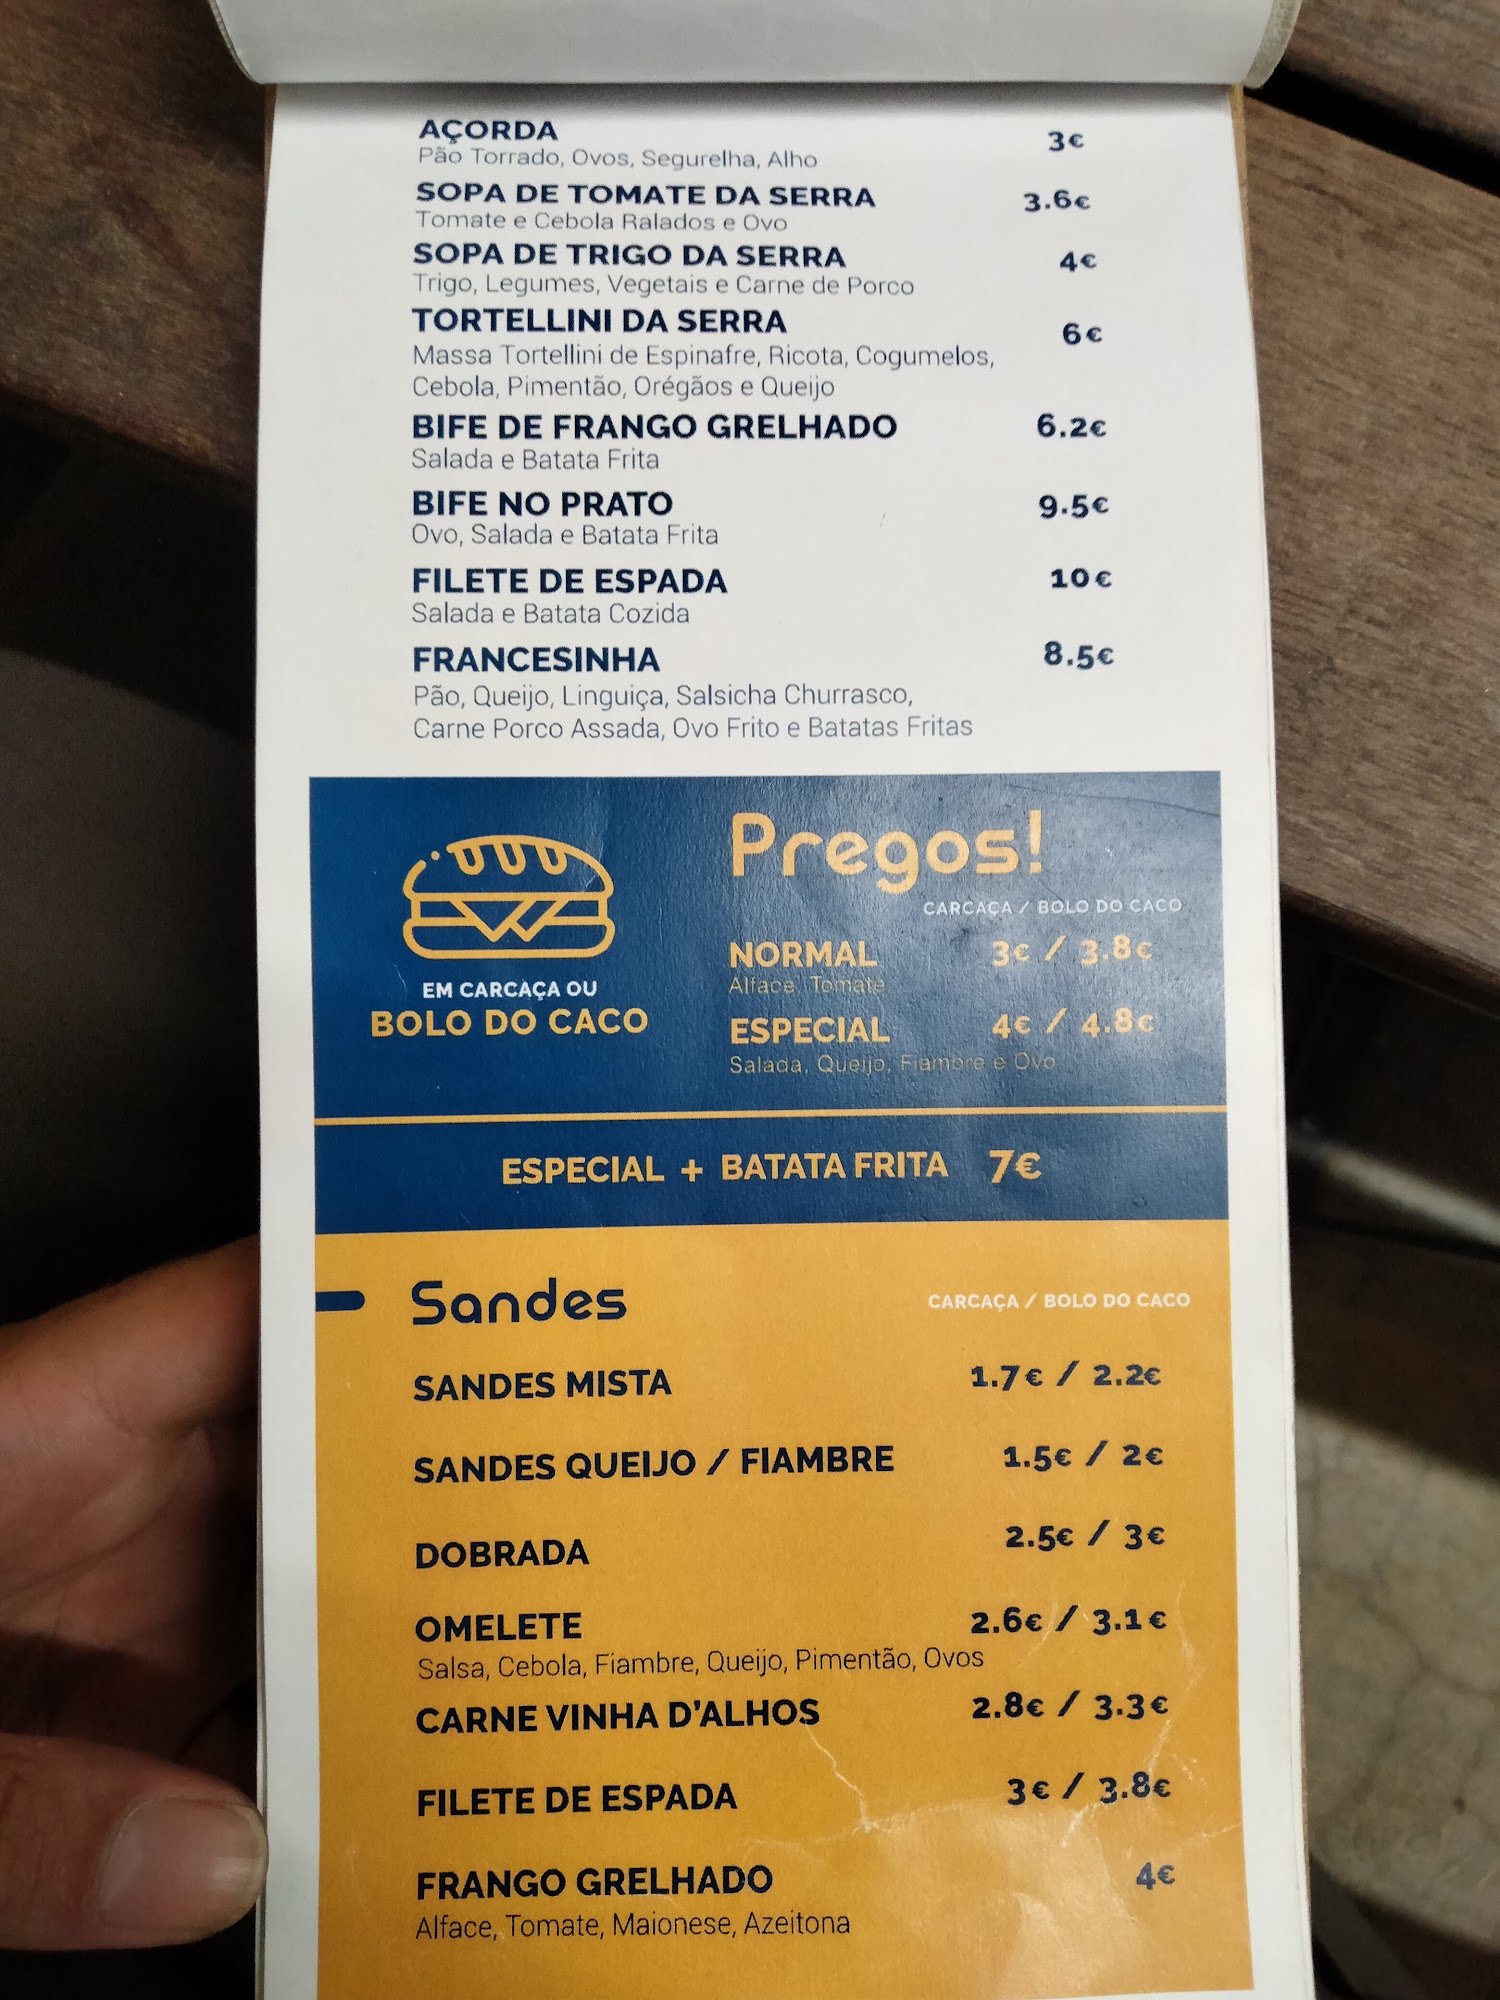 AÇORDA 3€
Pão Torrado, Ovos, Segurelha, Alho
SOPA DE TOMATE DA SERRA 3.6€
Tomate e Cebola Ralados e Ovo
SOPA DE TRIGO DA SERRA 4€
Trigo, Legumes, Vegetais e Carne de Porco
TORTELLINI DA SERRA 6€
Massa Tortellini de Espinafre, Ricota, Cogumelos,
Cebola, Pimentão, Orégãos e Queijo
BIFE DE FRANGO GRELHADO 6.2€
Salada e Batata Frita
BIFE NO PRATO 9.5€
Ovo, Salada e Batata Frita
FILETE DE ESPADA 10€
Salada e Batata Cozida
FRANCESINHA 8.5€
Pão, Queijo, Linguiça, Salsicha Churrasco,
Carne Porco Assada, Ovo Frito e Batatas Fritas
EM CARCAÇA OU
BOLO DO CACO
Pregos!
CARCAÇA / BOLO DO CACO
NORMAL 3€ / 3.8€
Alface, Tomate
ESPECIAL 4€ / 4.8€
Salada, Queijo, Fiambre e Ovo
ESPECIAL + BATATA FRITA 7€
Sandes CARCAÇA / BOLO DO CACO
SANDES MISTA 1.7€ / 2.2€
SANDES QUEIJO / FIAMBRE 1.5€ / 2€
DOBRADA 2.5€ / 3€
OMELETE 2.6€ / 3.1€
Salsa, Cebola, Fiambre, Queijo, Pimentão, Ovos
CARNE VINHA D'ALHOS 2.8€ / 3.3€
FILETE DE ESPADA 3€ / 3.8€
FRANGO GRELHADO 4€
Alface, Tomate, Maionese, Azeitona